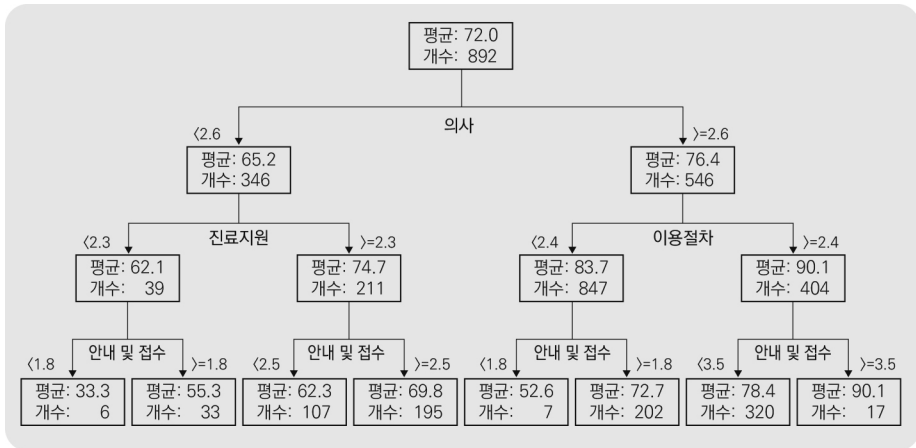 평균: 72.0
개수: 892
의사
〈2.6
〉=2.6
평균: 65.2
개수: 346
평균: 76.4
개수: 546
진료지원
이용절차
〈2.3
〉=2.3
〈2.4
〉=2.4
평균: 62.1
개수: 39
평균: 74.7
개수: 211
평균: 83.7
개수: 847
평균: 90.1
개수: 404
안내 및 접수
안내 및 접수
안내 및 접수
안내 및 접수
〈1.8
〉=1.8
〈2.5
〉=2.5
〈1.8
〉=1.8
〈3.5
〉=3.5
평균: 33.3
개수: 6
평균: 55.3
개수: 33
평균: 62.3
개수: 107
평균: 69.8
개수: 195
평균: 52.6
개수: 7
평균: 72.7
개수: 202
평균: 78.4
개수: 320
평균: 90.1
개수: 17